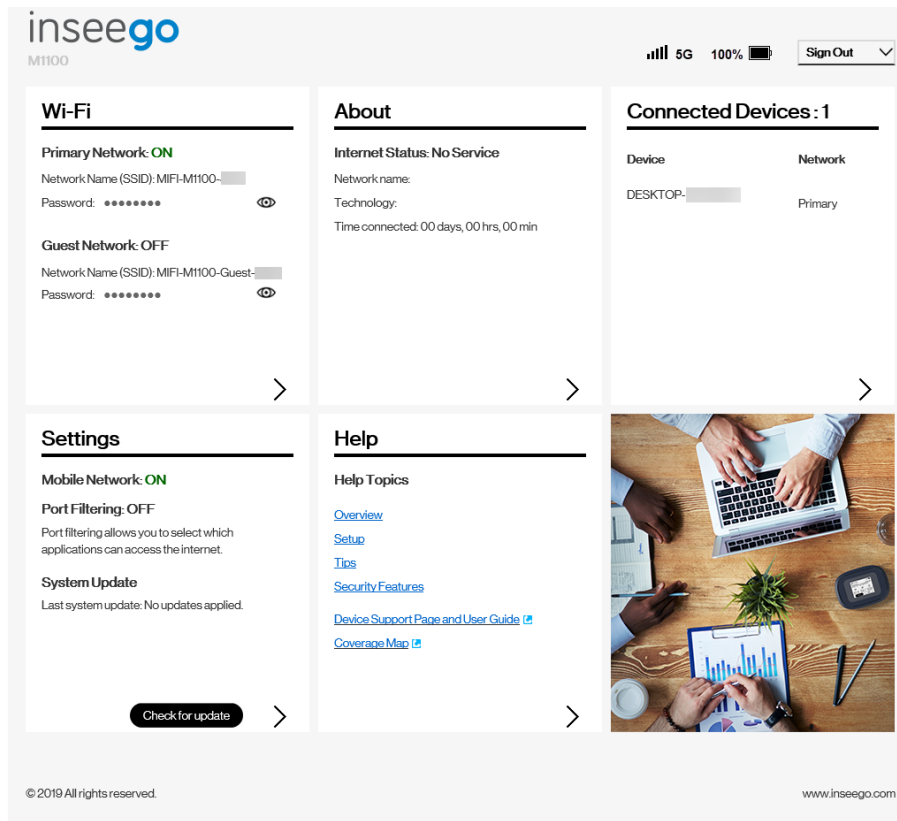 inseego
M1100
5G 100%
Sign Out
Wi-Fi
Primary Network: ON
Network Name (SSID): MIFI-M1100-
Password: ••••••••
Guest Network: OFF
Network Name (SSID): MIFI-M1100-Guest-
Password: ••••••••
About
Internet Status: No Service
Network name:
Technology:
Time connected: 00 days, 00 hrs, 00 min
Connected Devices : 1
Device Network
DESKTOP-
Primary
Settings
Mobile Network: ON
Port Filtering: OFF
Port filtering allows you to select which
applications can access the internet.
System Update
Last system update: No updates applied.
Check for update
Help
Help Topics
Overview
Setup
Tips
Security Features
Device Support Page and User Guide
Coverage Map
© 2019 All rights reserved.
www.inseego.com